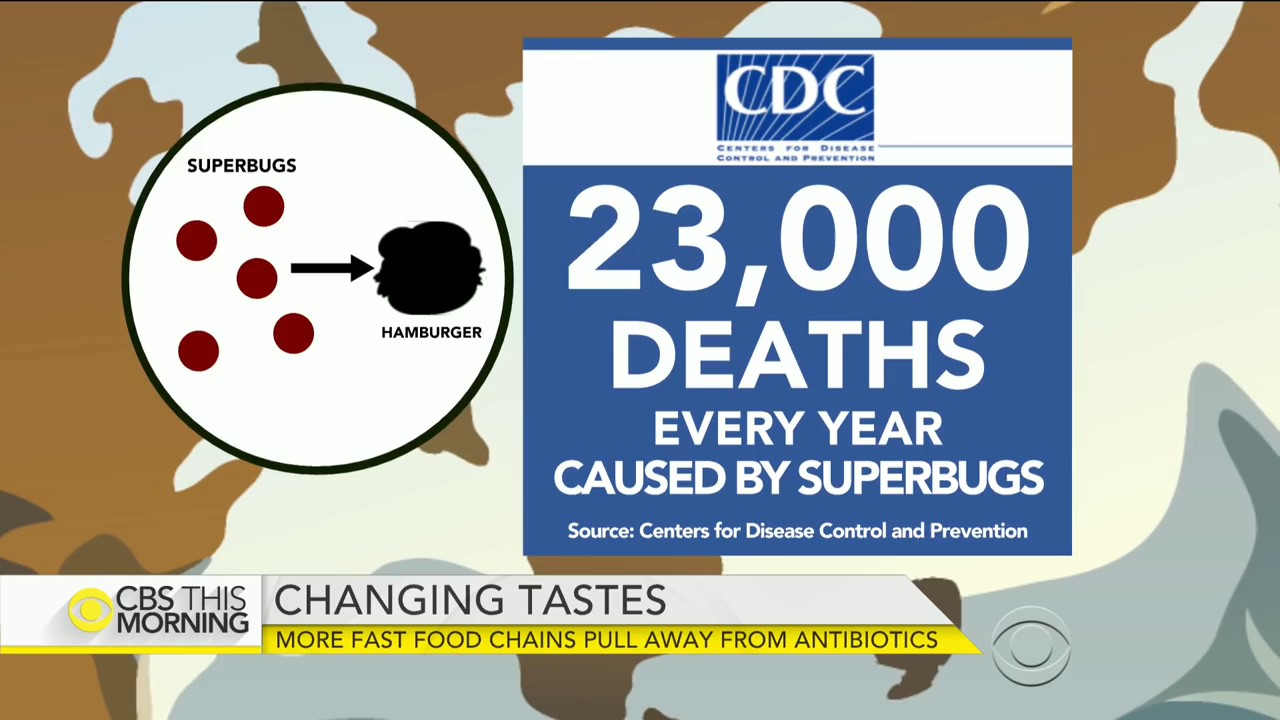 SUPERBUGS
HAMBURGER
CDC
CENTERS FOR DISEASE
CONTROL AND PREVENTION
23,000
DEATHS
EVERY YEAR
CAUSED BY SUPERBUGS
Source: Centers for Disease Control and Prevention
CBS THIS
MORNING
CHANGING TASTES
MORE FAST FOOD CHAINS PULL AWAY FROM ANTIBIOTICS